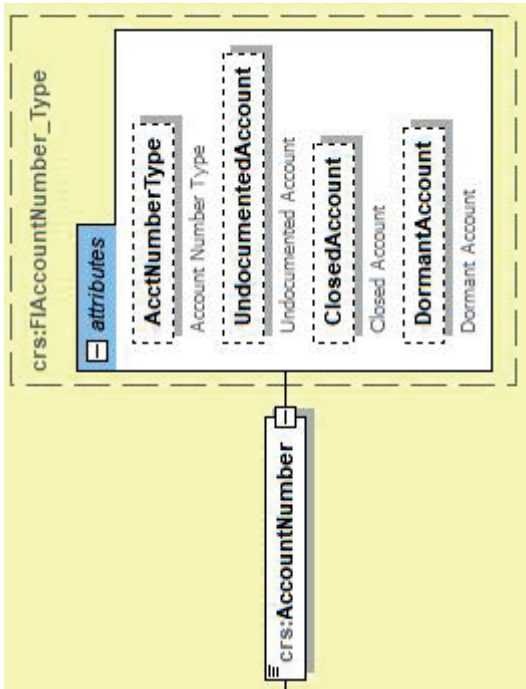 crs:FIAccountNumber_Type
attributes
AcctNumberType
Account Number Type
UndocumentedAccount
Undocumented Account
ClosedAccount
Closed Account
DormantAccount
Dormant Account
crs:AccountNumber